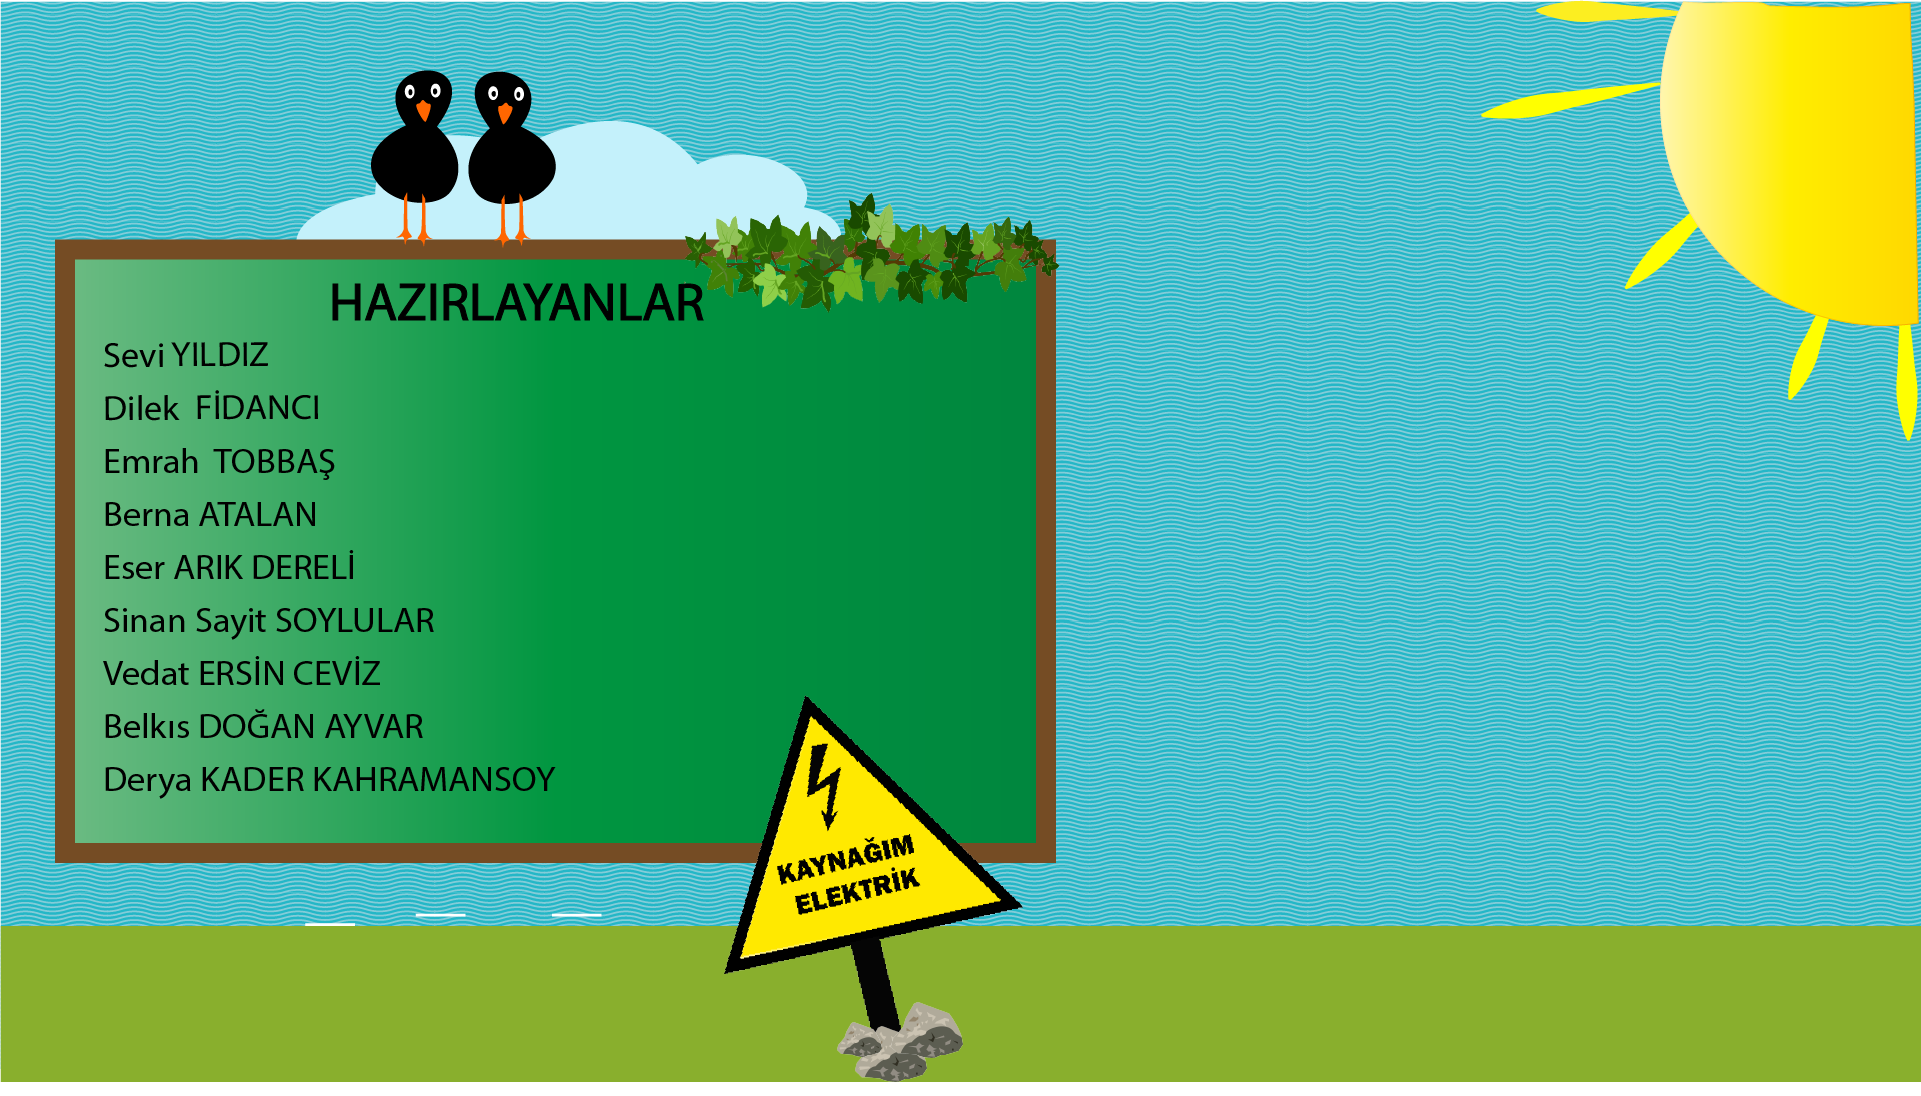 HAZIRLAYANLAR
Sevi YILDIZ
Dilek FİDANCI
Emrah TOBBAŞ
Berna ATALAN
Eser ARIK DERELİ
Sinan Sayit SOYLULAR
Vedat ERSİN CEVİZ
Belkıs DOĞAN AYVAR
Derya KADER KAHRAMANSOY
KAYNAĞIM
ELEKTRİK